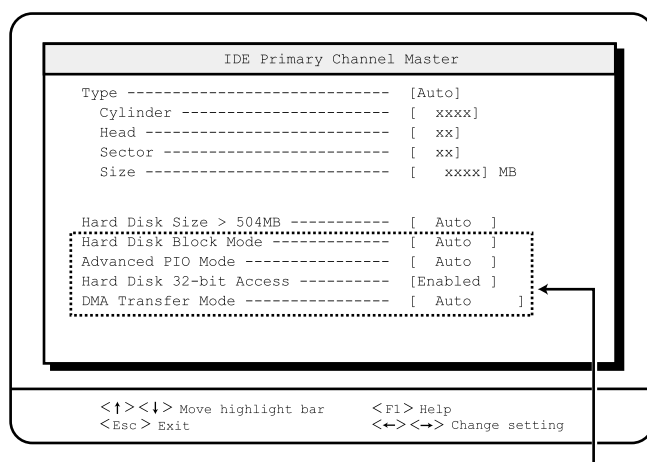 IDE Primary Channel Master
Type ----------------------------- [Auto]
Cylinder ----------------------- [ xxxx]
Head --------------------------- [ xx]
Sector ------------------------- [ xx]
Size --------------------------- [ xxxx] MB
Hard Disk Size > 504MB ----------- [ Auto ]
Hard Disk Block Mode ------------- [ Auto ]
Advanced PIO Mode ---------------- [ Auto ]
Hard Disk 32-bit Access ---------- [Enabled ]
DMA Transfer Mode ---------------- [ Auto ]
<↑><↓> Move highlight bar <F1> Help
<Esc> Exit <←><→> Change setting